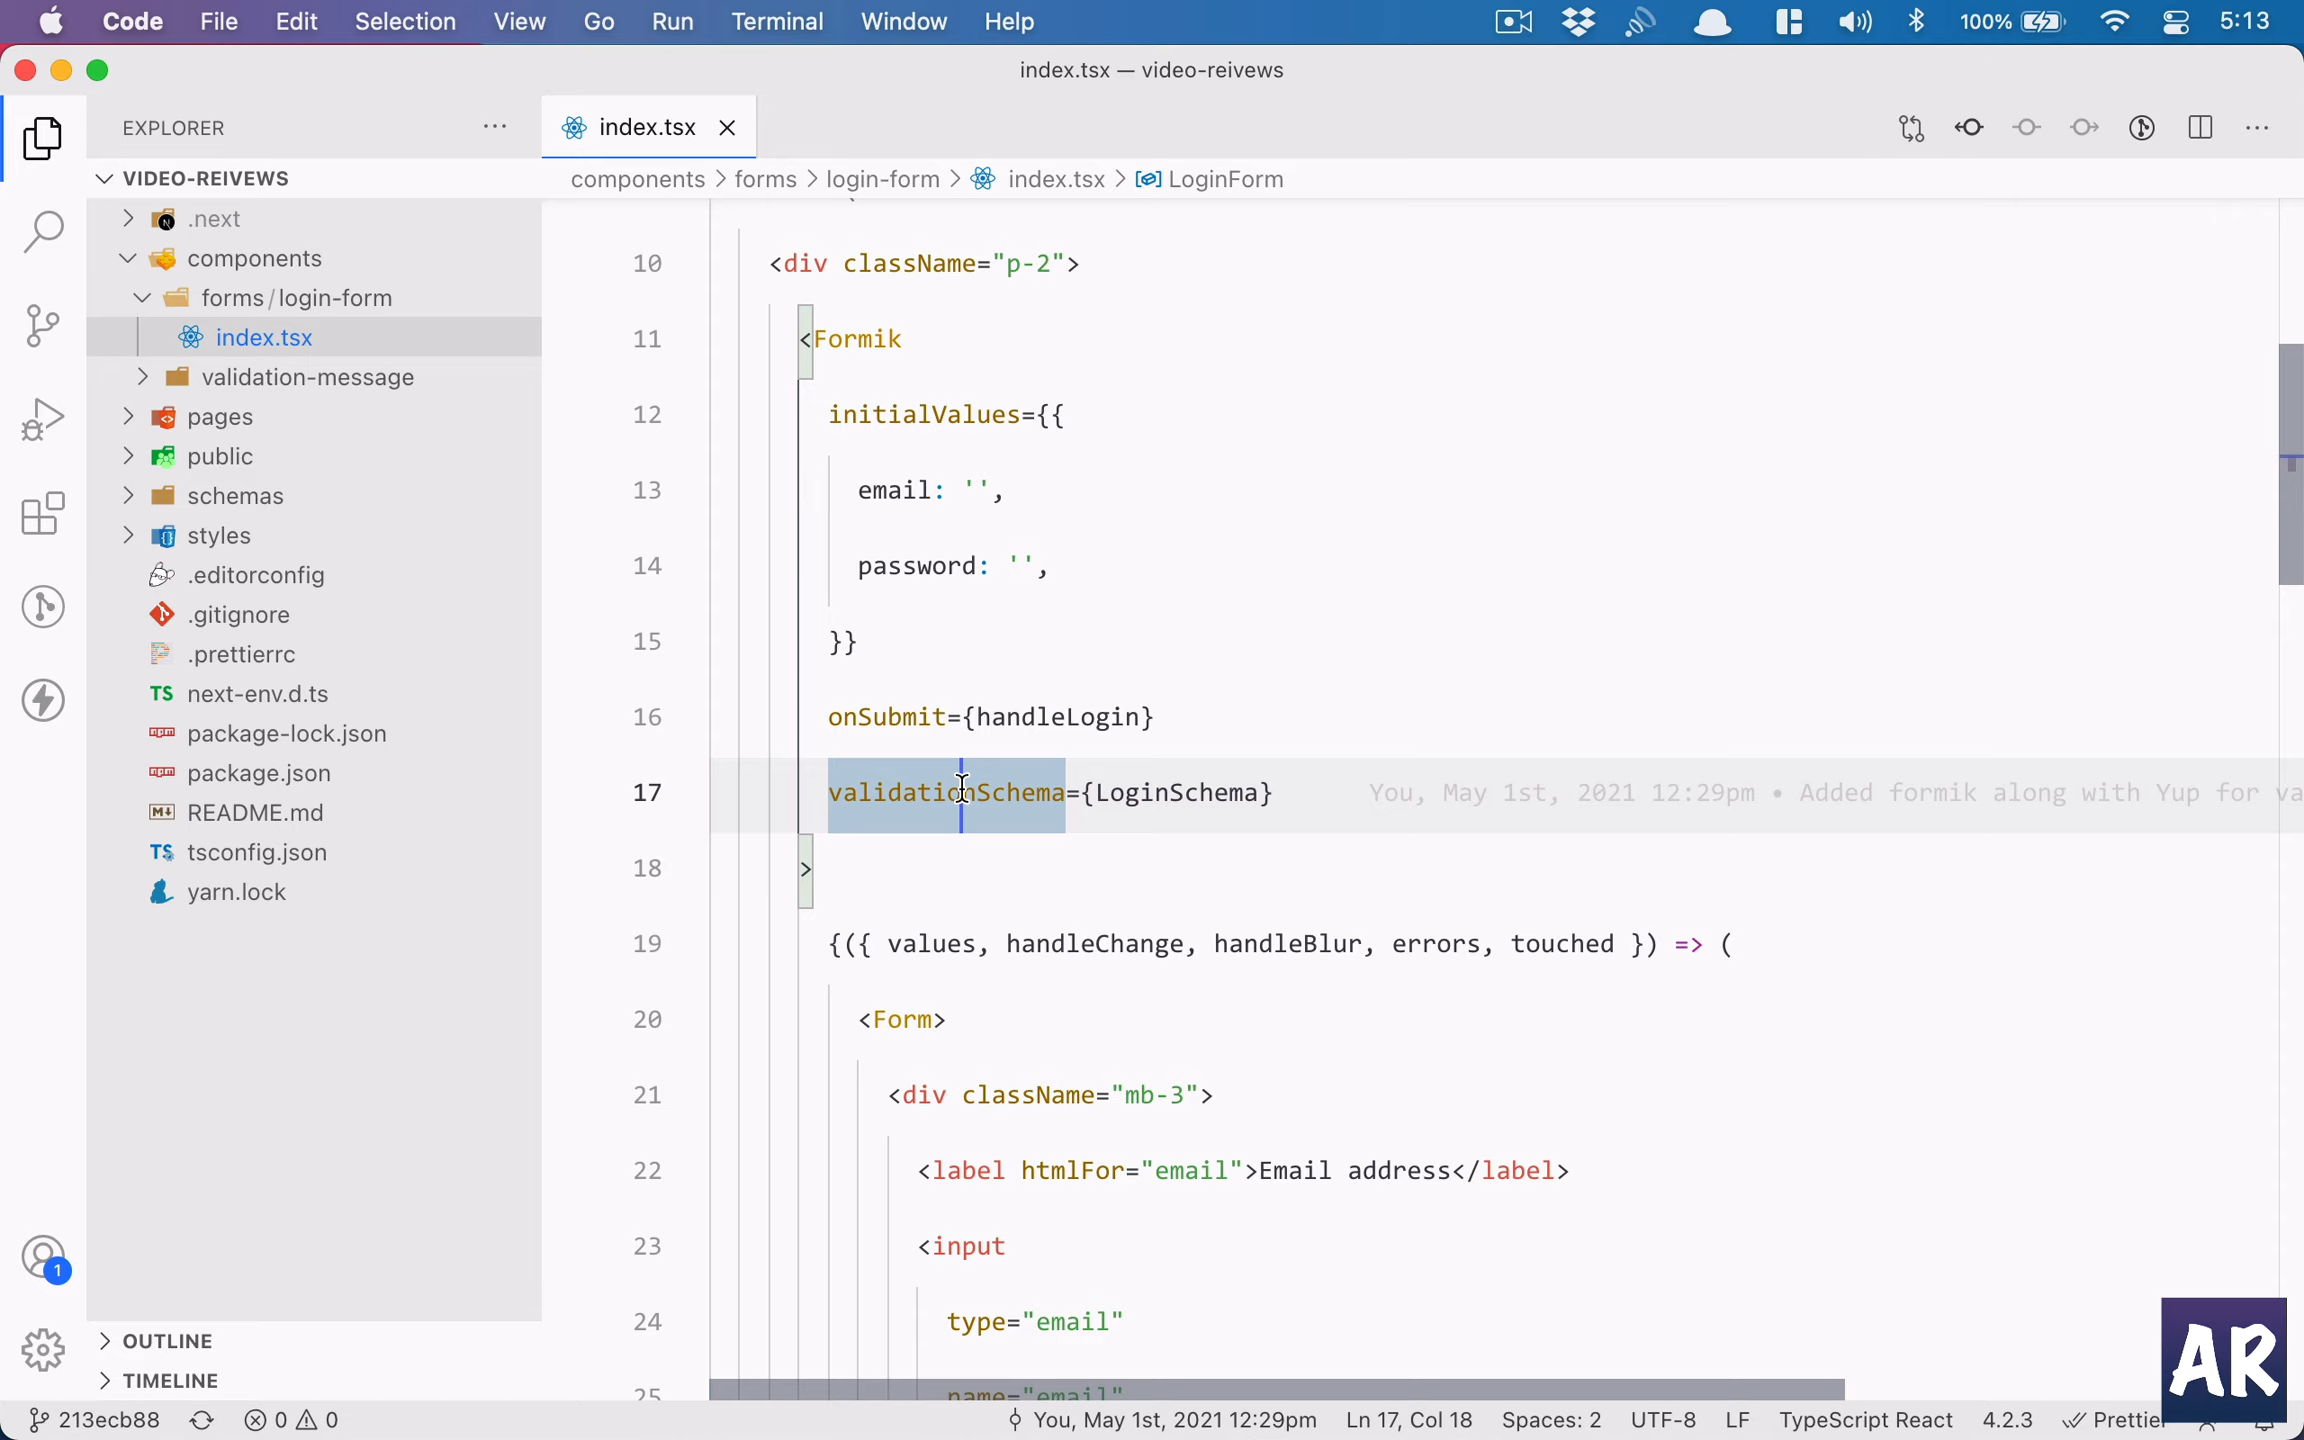 Code File Edit Selection View Go Run Terminal Window Help 100% 5:13
index.tsx — video-reivews
EXPLORER
index.tsx
VIDEO-REIVEWS
components > forms > login-form > index.tsx > LoginForm
.next
components
forms/login-form
index.tsx
validation-message
pages
public
schemas
styles
.editorconfig
.gitignore
.prettierrc
TS next-env.d.ts
package-lock.json
package.json
README.md
TS tsconfig.json
yarn.lock
OUTLINE
TIMELINE
1
10 <div className="p-2">
11 <Formik
12 initialValues={{
13 email: '',
14 password: '',
15 }}
16 onSubmit={handleLogin}
17 validationSchema={LoginSchema} You, May 1st, 2021 12:29pm • Added formik along with Yup for va
18 >
19 {({ values, handleChange, handleBlur, errors, touched }) => (
20 <Form>
21 <div className="mb-3">
22 <label htmlFor="email">Email address</label>
23 <input
24 type="email"
25 name="email"
AR
213ecb88 0 0 You, May 1st, 2021 12:29pm Ln 17, Col 18 Spaces: 2 UTF-8 LF TypeScript React 4.2.3 Prettier